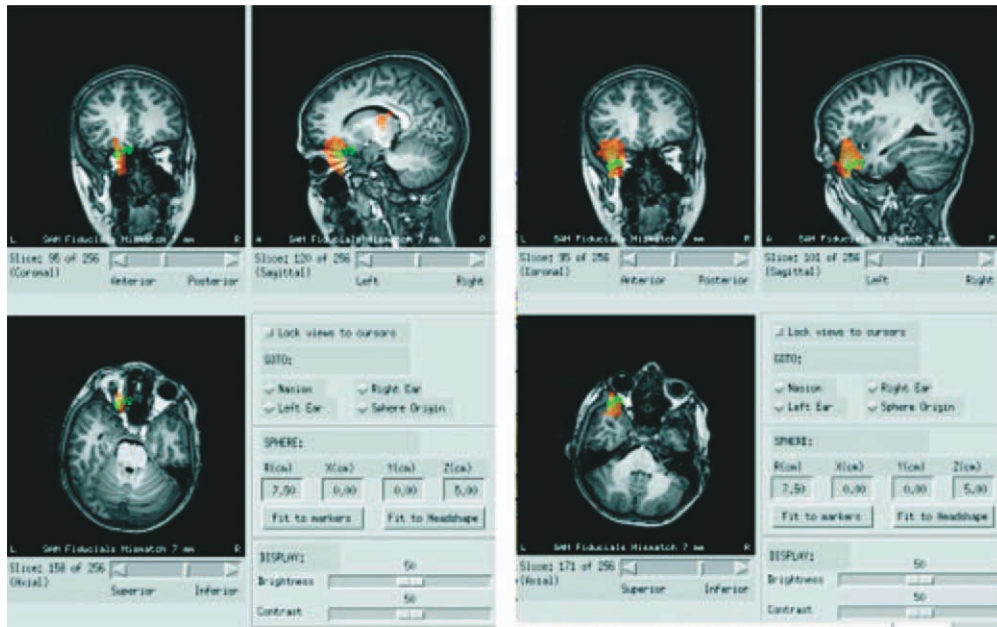 L SAM Fiducials Mismatch 7 mm R
A SAM Fiducials Mismatch 7 mm P
Slice: 95 of 256
(Coronal)
Anterior Posterior
Slice: 120 of 256
(Sagittal)
Left Right
L SAM Fiducials Mismatch 7 mm R
Slice: 158 of 256
(Axial)
Superior Inferior
Lock views to cursors
GOTO:
Nasion Right Ear
Left Ear Sphere Origin
SPHERE:
R(cm) X(cm) Y(cm) Z(cm)
7.50 0.00 0.00 5.00
Fit to markers Fit to Headshape
DISPLAY:
50
Brightness
50
Contrast
L SAM Fiducials Mismatch 7 mm R
A SAM Fiducials Mismatch 7 mm P
Slice: 95 of 256
(Coronal)
Anterior Posterior
Slice: 101 of 256
(Sagittal)
Left Right
L SAM Fiducials Mismatch 7 mm R
Slice: 171 of 256
(Axial)
Superior Inferior
Lock views to cursors
GOTO:
Nasion Right Ear
Left Ear Sphere Origin
SPHERE:
R(cm) X(cm) Y(cm) Z(cm)
7.50 0.00 0.00 5.00
Fit to markers Fit to Headshape
DISPLAY:
50
Brightness
50
Contrast